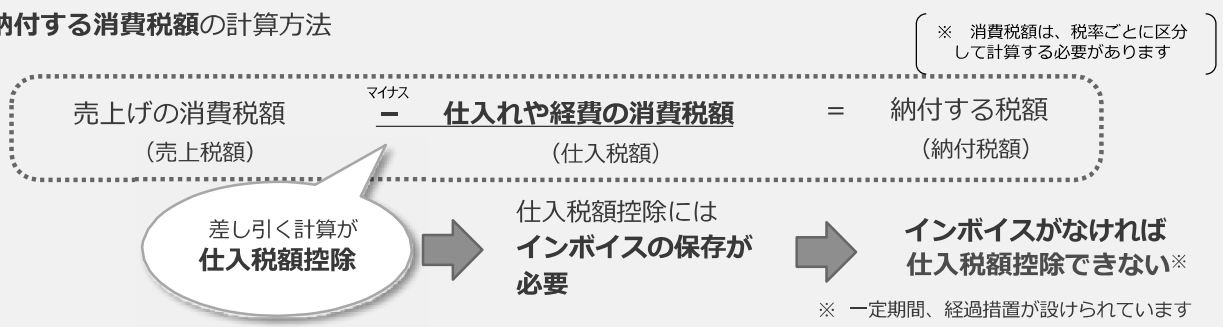 納付する消費税額の計算方法
※ 消費税額は、税率ごとに区分
して計算する必要があります
売上げの消費税額 マイナス − 仕入れや経費の消費税額 = 納付する税額
（売上税額） （仕入税額） （納付税額）
差し引く計算が
仕入税額控除
仕入税額控除には
インボイスの保存が
必要
インボイスがなければ
仕入税額控除できない※
※ 一定期間、経過措置が設けられています